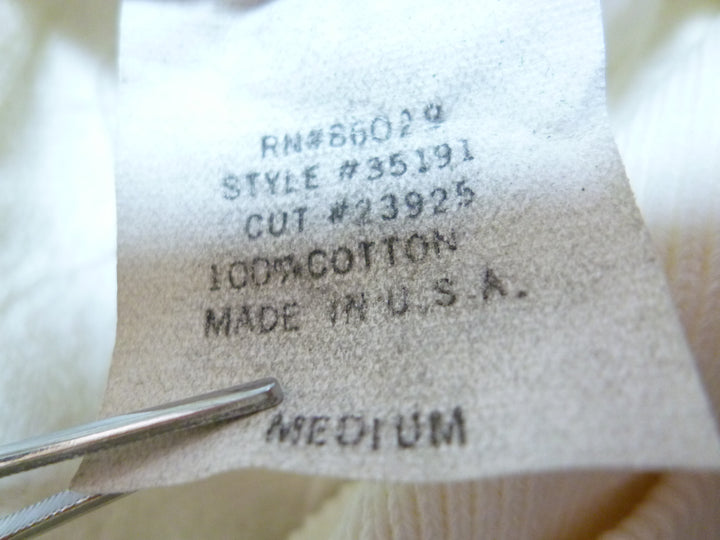 RN#86029
STYLE #35191
CUT #23925
100% COTTON
MADE IN U.S.A.
MEDIUM